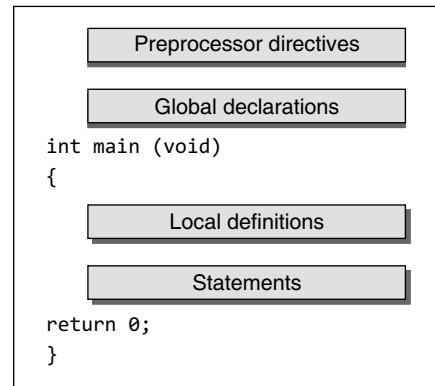 Preprocessor directives
Global declarations
int main (void)
{
Local definitions
Statements
return 0;
}